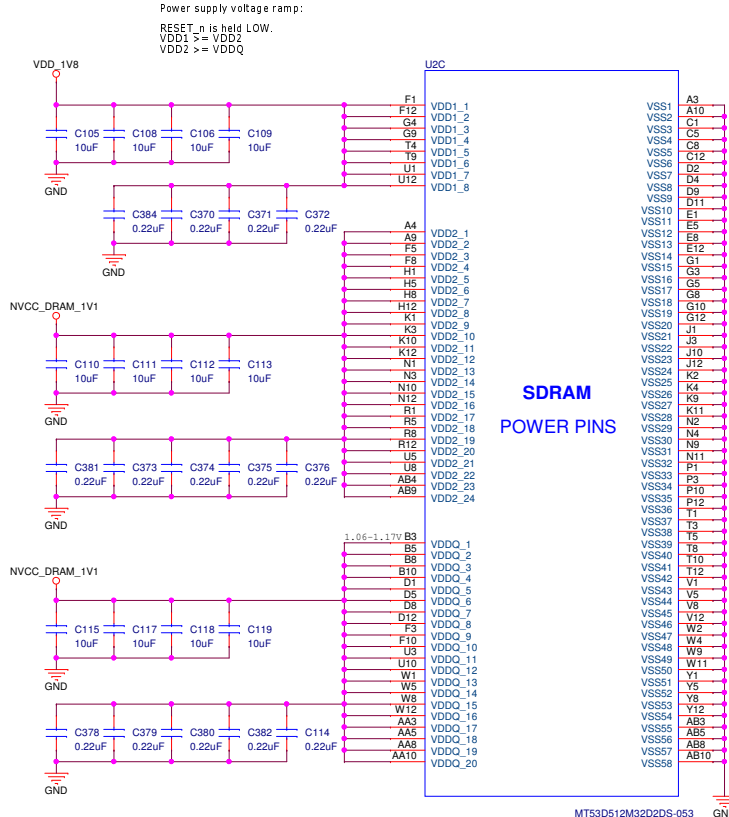 Power supply voltage ramp:
RESET_n is held LOW.
VDD1 >= VDD2
VDD2 >= VDDQ
VDD_1V8
C105 10uF
C108 10uF
C106 10uF
C109 10uF
GND
C384 0.22uF
C370 0.22uF
C371 0.22uF
C372 0.22uF
GND
NVCC_DRAM_1V1
C110 10uF
C111 10uF
C112 10uF
C113 10uF
GND
C381 0.22uF
C373 0.22uF
C374 0.22uF
C375 0.22uF
C376 0.22uF
GND
NVCC_DRAM_1V1
C115 10uF
C117 10uF
C118 10uF
C119 10uF
GND
C378 0.22uF
C379 0.22uF
C380 0.22uF
C382 0.22uF
C114 0.22uF
GND
U2C
F1 VDD1_1
F12 VDD1_2
G4 VDD1_3
G9 VDD1_4
T4 VDD1_5
T9 VDD1_6
U1 VDD1_7
U12 VDD1_8
A4 VDD2_1
A9 VDD2_2
F5 VDD2_3
F8 VDD2_4
H1 VDD2_5
H5 VDD2_6
H8 VDD2_7
H12 VDD2_8
K1 VDD2_9
K3 VDD2_10
K10 VDD2_11
K12 VDD2_12
N1 VDD2_13
N3 VDD2_14
N10 VDD2_15
N12 VDD2_16
R1 VDD2_17
R5 VDD2_18
R8 VDD2_19
R12 VDD2_20
U5 VDD2_21
U8 VDD2_22
AB4 VDD2_23
AB9 VDD2_24
1.06-1.17V B3 VDDQ_1
B5 VDDQ_2
B8 VDDQ_3
B10 VDDQ_4
D1 VDDQ_5
D5 VDDQ_6
D8 VDDQ_7
D12 VDDQ_8
F3 VDDQ_9
F10 VDDQ_10
U3 VDDQ_11
U10 VDDQ_12
W1 VDDQ_13
W5 VDDQ_14
W8 VDDQ_15
W12 VDDQ_16
AA3 VDDQ_17
AA5 VDDQ_18
AA8 VDDQ_19
AA10 VDDQ_20
SDRAM
POWER PINS
VSS1 A3
VSS2 A10
VSS3 C1
VSS4 C5
VSS5 C8
VSS6 C12
VSS7 D2
VSS8 D4
VSS9 D9
VSS10 D11
VSS11 E1
VSS12 E5
VSS13 E8
VSS14 E12
VSS15 G1
VSS16 G3
VSS17 G5
VSS18 G8
VSS19 G10
VSS20 G12
VSS21 J1
VSS22 J3
VSS23 J10
VSS24 J12
VSS25 K2
VSS26 K4
VSS27 K9
VSS28 K11
VSS29 N2
VSS30 N4
VSS31 N9
VSS32 N11
VSS33 P1
VSS34 P3
VSS35 P10
VSS36 P12
VSS37 T1
VSS38 T3
VSS39 T5
VSS40 T8
VSS41 T10
VSS42 T12
VSS43 V1
VSS44 V5
VSS45 V8
VSS46 V12
VSS47 W2
VSS48 W4
VSS49 W9
VSS50 W11
VSS51 Y1
VSS52 Y5
VSS53 Y8
VSS54 Y12
VSS55 AB3
VSS56 AB5
VSS57 AB8
VSS58 AB10
MT53D512M32D2DS-053
GN